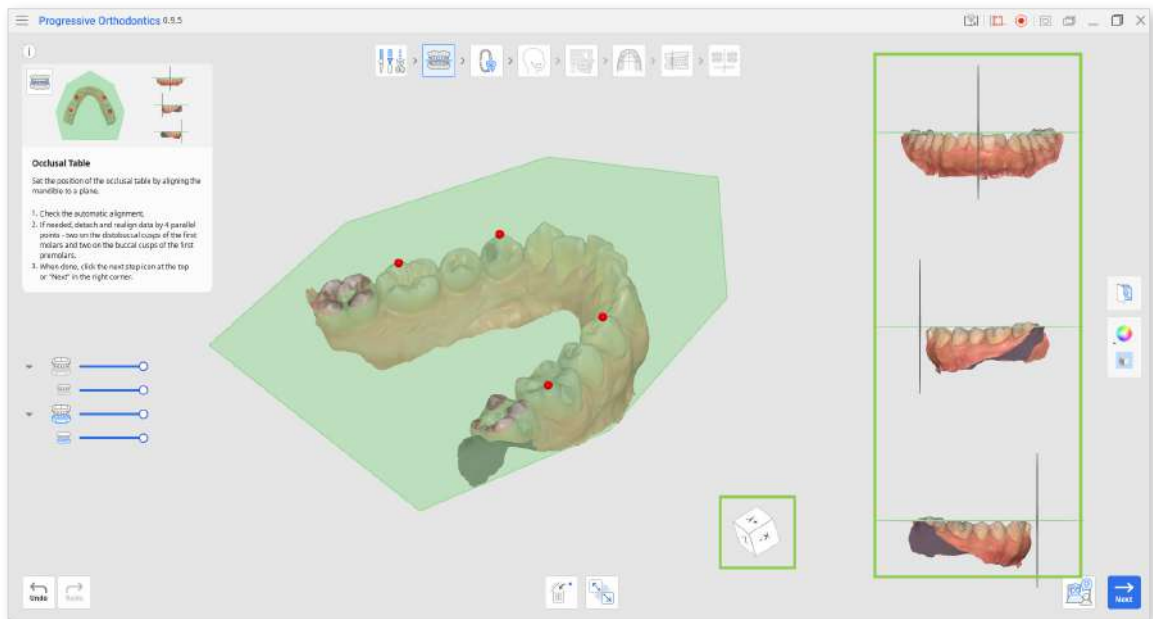 Progressive Orthodontics 0.9.5
Occlusal Table
Set the position of the occlusal table by aligning the
mandible to a plane.
1. Check the automatic alignment.
2. If needed, detach and realign data by 4 parallel
points - two on the distobuccal cusps of the first
molars and two on the buccal cusps of the first
premolars.
3. When done, click the next step icon at the top
or "Next" in the right corner.
Undo
Redo
Next